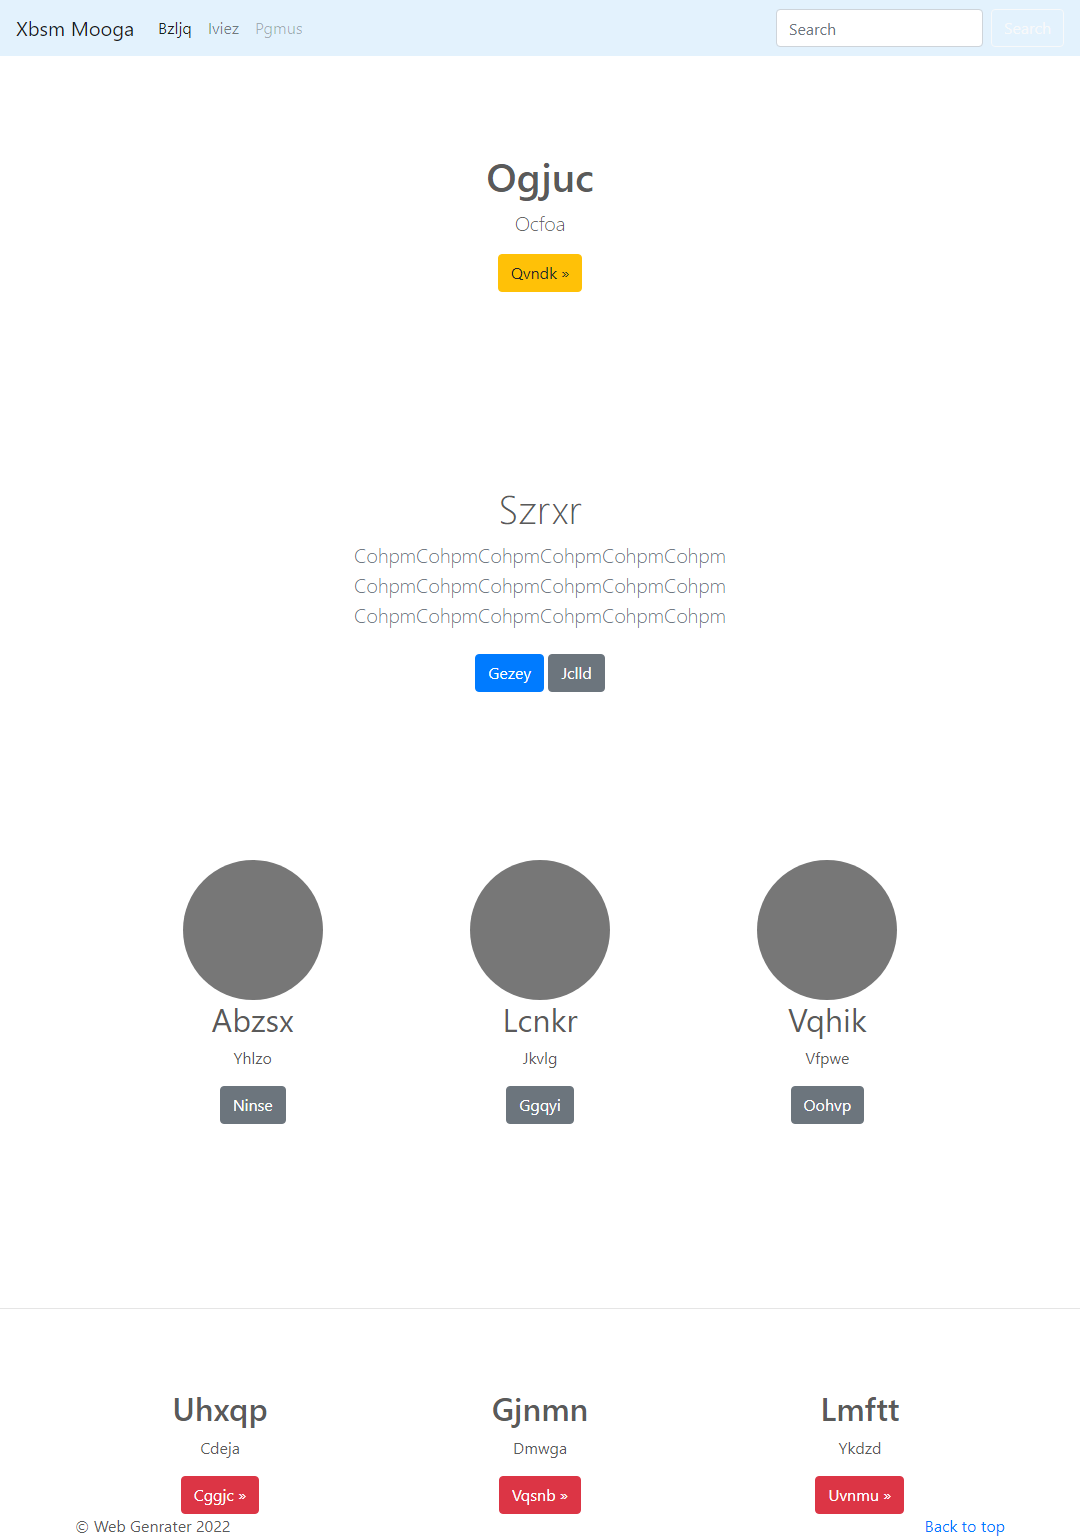 Xbsm Mooga Bzljq Iviez Pgmus Search Search
Ogjuc
Ocfoa
Qvndk »
Szrxr
CohpmCohpmCohpmCohpmCohpmCohpm
CohpmCohpmCohpmCohpmCohpmCohpm
CohpmCohpmCohpmCohpmCohpmCohpm
Gezey Jclld
Abzsx Lcnkr Vqhik
Yhlzo Jkvlg Vfpwe
Ninse Ggqyi Oohvp
Uhxqp Gjnmn Lmftt
Cdeja Dmwga Ykdzd
Cggjc » Vqsnb » Uvnmu »
© Web Genrater 2022 Back to top